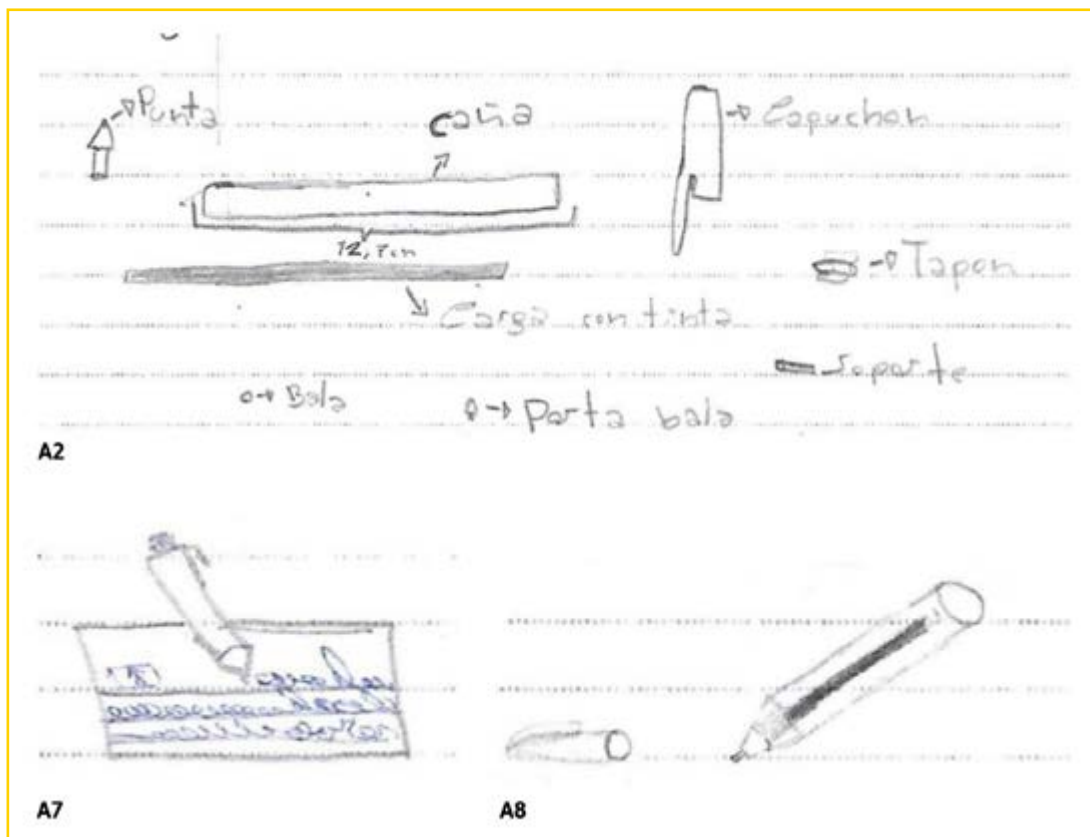 Punta
caña
Capuchon
12,7cm
Tapon
Carga con tinta
Soporte
Bala
Porta bala
A2
A7
A8